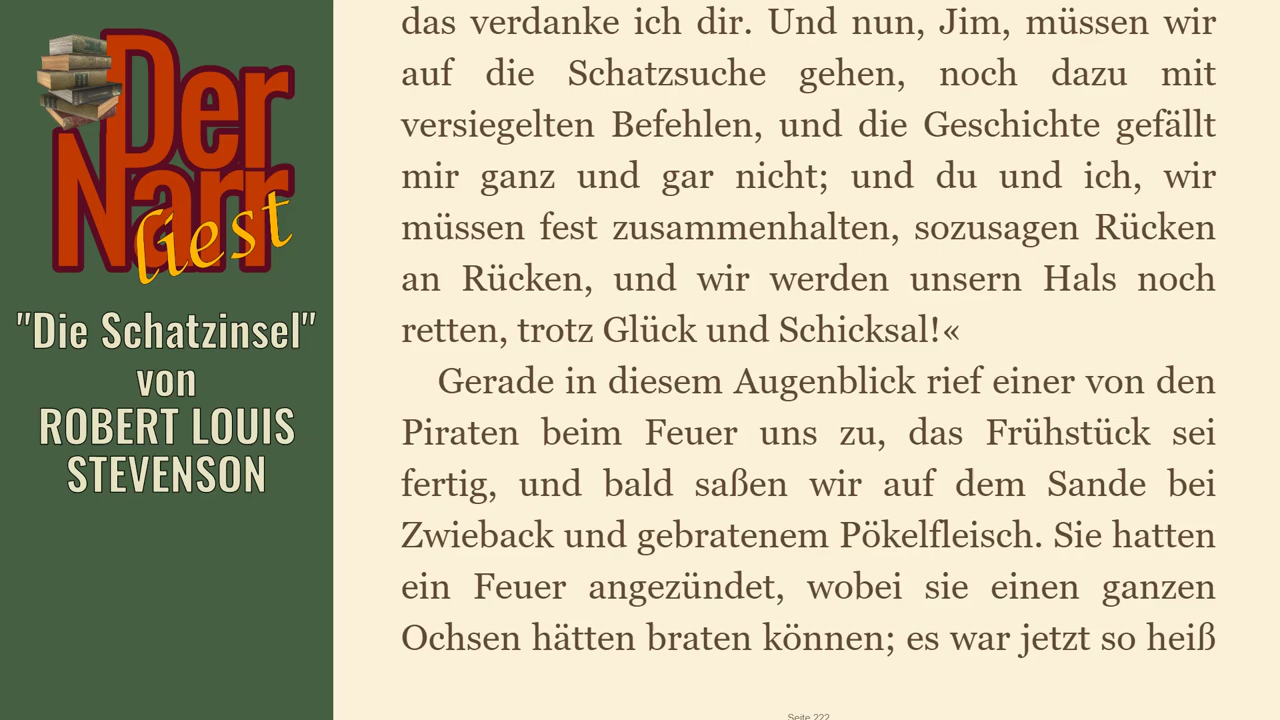 Der
Narr
liest
"Die Schatzinsel"
von
ROBERT LOUIS
STEVENSON
das verdanke ich dir. Und nun, Jim, müssen wir
auf die Schatzsuche gehen, noch dazu mit
versiegelten Befehlen, und die Geschichte gefällt
mir ganz und gar nicht; und du und ich, wir
müssen fest zusammenhalten, sozusagen Rücken
an Rücken, und wir werden unsern Hals noch
retten, trotz Glück und Schicksal!«
Gerade in diesem Augenblick rief einer von den
Piraten beim Feuer uns zu, das Frühstück sei
fertig, und bald saßen wir auf dem Sande bei
Zwieback und gebratenem Pökelfleisch. Sie hatten
ein Feuer angezündet, wobei sie einen ganzen
Ochsen hätten braten können; es war jetzt so heiß
Seite 222